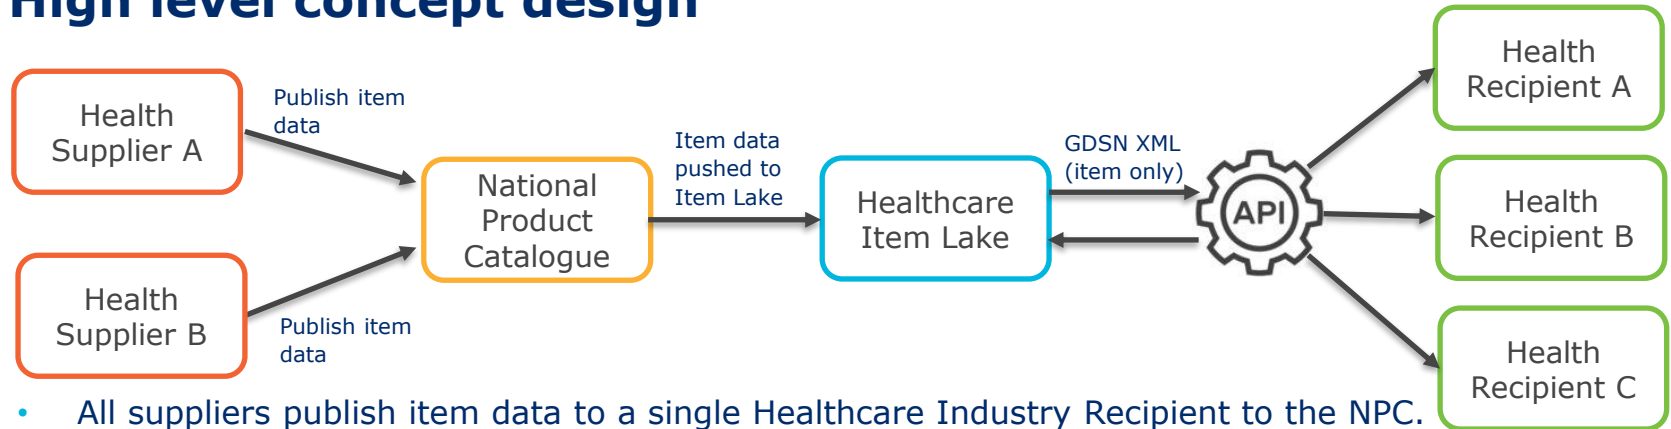 High level concept design
Health
Supplier A
Publish item
data
Health
Supplier B
Publish item
data
National
Product
Catalogue
Item data
pushed to
Item Lake
Healthcare
Item Lake
GDSN XML
(item only)
API
Health
Recipient A
Health
Recipient B
Health
Recipient C
• All suppliers publish item data to a single Healthcare Industry Recipient to the NPC.